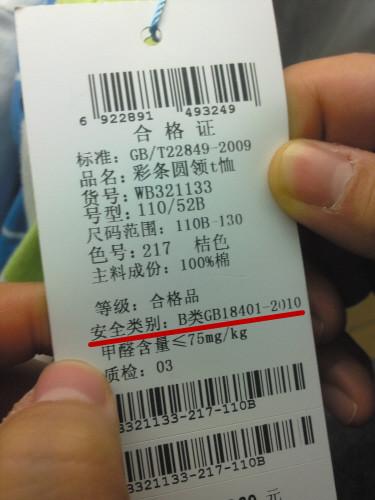 6 922891 493249
合格证
标准：GB/T22849-2009
品名：彩条圆领t恤
货号：WB321133
号型：110/52B
尺码范围：110B-130
色号：217 桔色
主料成份：100%棉
等级：合格品
安全类别：B类GB18401-2010
甲醛含量≤75mg/kg
质检：03
B321133-217-110B
321133-217-110B
元